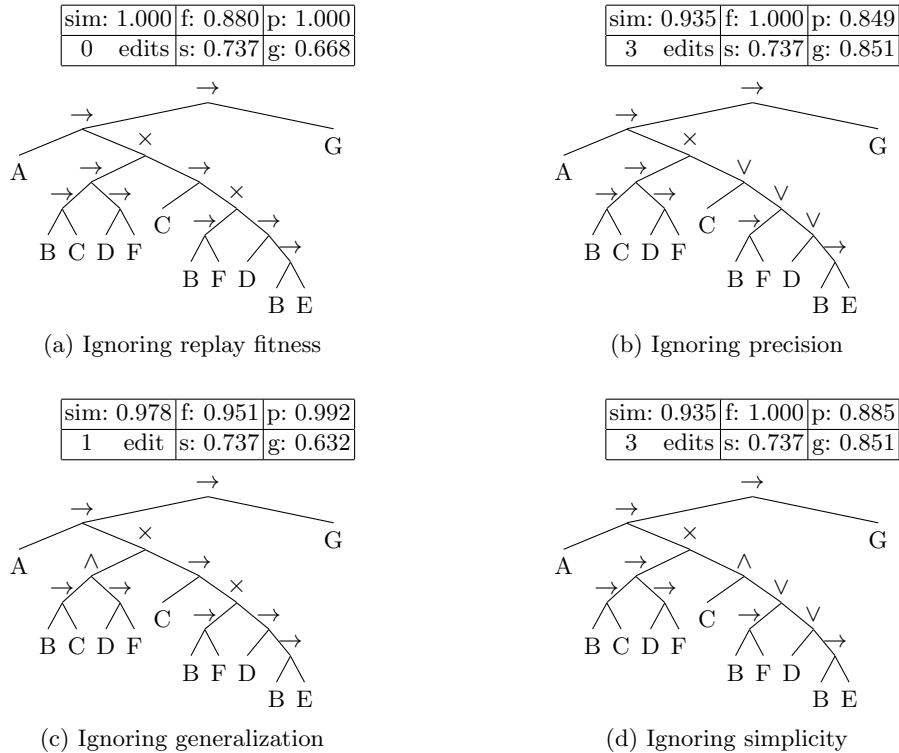 sim: 1.000 f: 0.880 p: 1.000
0 edits s: 0.737 g: 0.668
→
→
×
A
G
→ →
→ → ×
C
B C D F → →
B F D →
B E
(a) Ignoring replay fitness
sim: 0.935 f: 1.000 p: 0.849
3 edits s: 0.737 g: 0.851
→
→
×
A
G
→ ∨
→ → ∨
C
B C D F → ∨
B F D →
B E
(b) Ignoring precision
sim: 0.978 f: 0.951 p: 0.992
1 edit s: 0.737 g: 0.632
→
→
×
A
G
∧ →
→ → ×
C
B C D F → →
B F D →
B E
(c) Ignoring generalization
sim: 0.935 f: 1.000 p: 0.885
3 edits s: 0.737 g: 0.851
→
→
×
A
G
→ ∧
→ → ∨
C
B C D F → ∨
B F D →
B E
(d) Ignoring simplicity